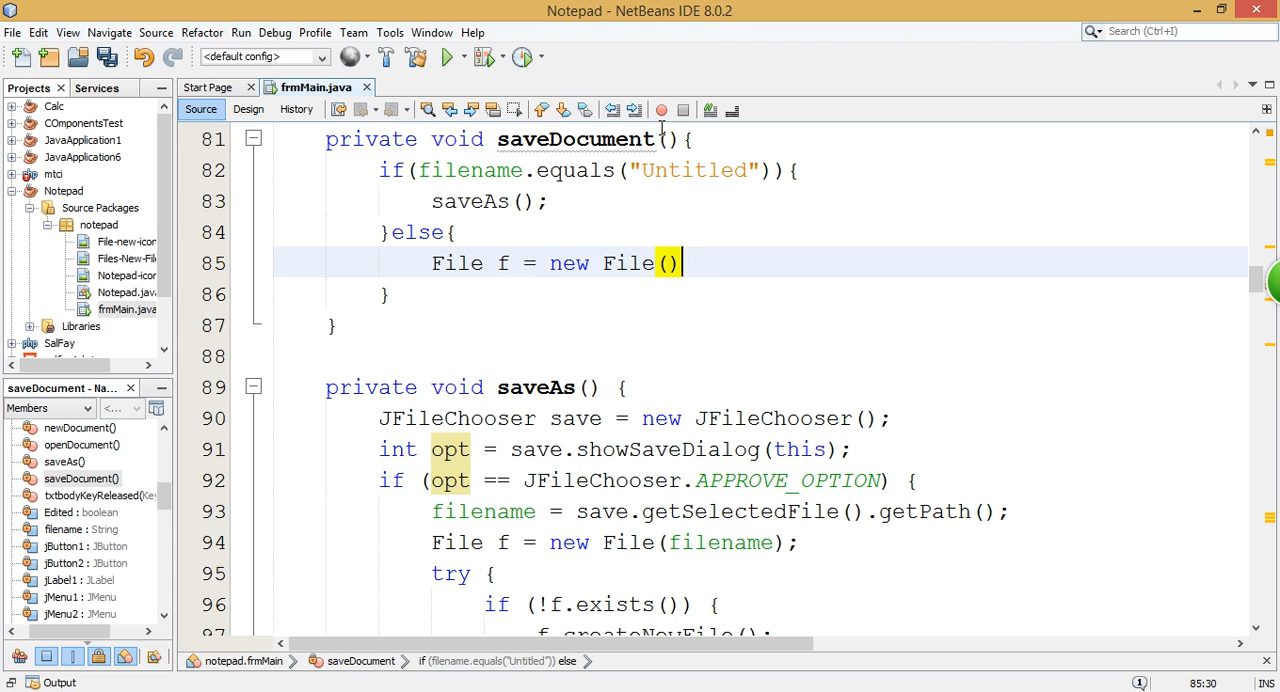 Notepad - NetBeans IDE 8.0.2
File Edit View Navigate Source Refactor Run Debug Profile Team Tools Window Help
Search (Ctrl+I)
<default config>
Projects Services
Calc
COmponentsTest
JavaApplication1
JavaApplication6
mtci
Notepad
Source Packages
notepad
File-new-icon
Files-New-Fil
Notepad-icon
Notepad.java
frmMain.java
Libraries
SalFay
saveDocument - Na...
Members <...
newDocument()
openDocument()
saveAs()
saveDocument()
txtbodyKeyReleased(Key
Edited : boolean
filename : String
jButton1 : JButton
jButton2 : JButton
jLabel1 : JLabel
jMenu1 : JMenu
jMenu2 : JMenu
Start Page frmMain.java
Source Design History
81 private void saveDocument(){
82 if(filename.equals("Untitled")){
83 saveAs();
84 }else{
85 File f = new File()
86 }
87 }
88
89 private void saveAs() {
90 JFileChooser save = new JFileChooser();
91 int opt = save.showSaveDialog(this);
92 if (opt == JFileChooser.APPROVE_OPTION) {
93 filename = save.getSelectedFile().getPath();
94 File f = new File(filename);
95 try {
96 if (!f.exists()) {
97 f.createNewFile();
notepad.frmMain saveDocument if (filename.equals("Untitled")) else
Output
1 85:30 INS